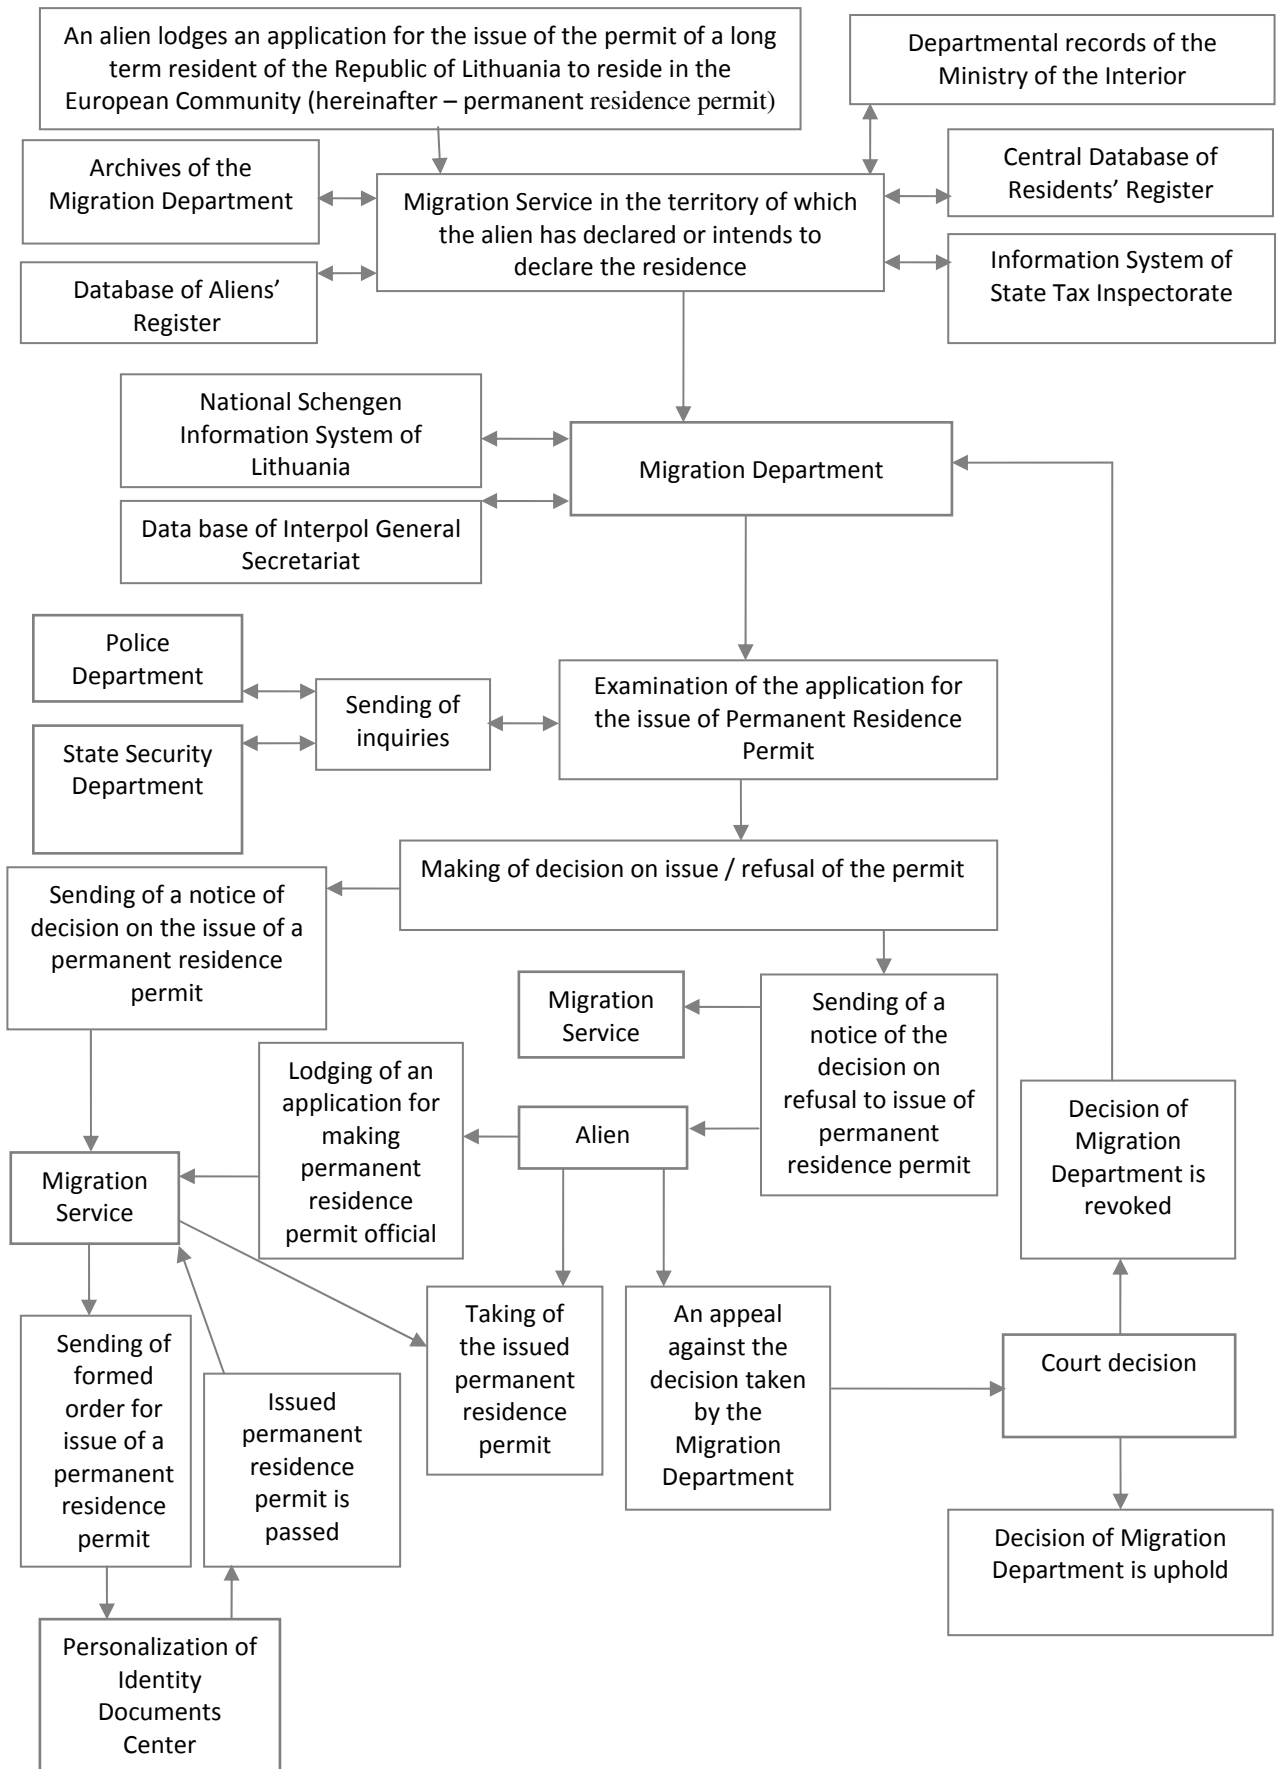 An alien lodges an application for the issue of the permit of a long
term resident of the Republic of Lithuania to reside in the
European Community (hereinafter – permanent residence permit)
Departmental records of the
Ministry of the Interior
Archives of the
Migration Department
Migration Service in the territory of which
the alien has declared or intends to
declare the residence
Central Database of
Residents’ Register
Database of Aliens’
Register
Information System of
State Tax Inspectorate
National Schengen
Information System of
Lithuania
Migration Department
Data base of Interpol General
Secretariat
Police
Department
Sending of
inquiries
Examination of the application for
the issue of Permanent Residence
Permit
State Security
Department
Making of decision on issue / refusal of the permit
Sending of a notice of
decision on the issue of a
permanent residence
permit
Migration
Service
Sending of a
notice of the
decision on
refusal to issue of
permanent
residence permit
Lodging of an
application for
making
permanent
residence
permit official
Alien
Decision of
Migration
Department is
revoked
Migration
Service
Sending of
formed
order for
issue of a
permanent
residence
permit
Issued
permanent
residence
permit is
passed
Taking of
the issued
permanent
residence
permit
An appeal
against the
decision taken
by the
Migration
Department
Court decision
Decision of Migration
Department is uphold
Personalization of
Identity
Documents
Center